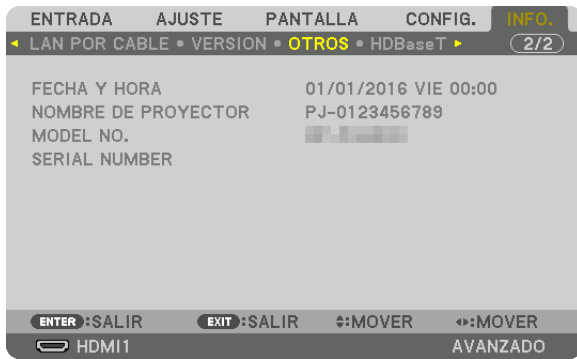 ENTRADA AJUSTE PANTALLA CONFIG. INFO.
LAN POR CABLE • VERSION • OTROS • HDBaseT 2/2
FECHA Y HORA 01/01/2016 VIE 00:00
NOMBRE DE PROYECTOR PJ-0123456789
MODEL NO.
SERIAL NUMBER
ENTER :SALIR EXIT :SALIR :MOVER :MOVER
HDMI1 AVANZADO